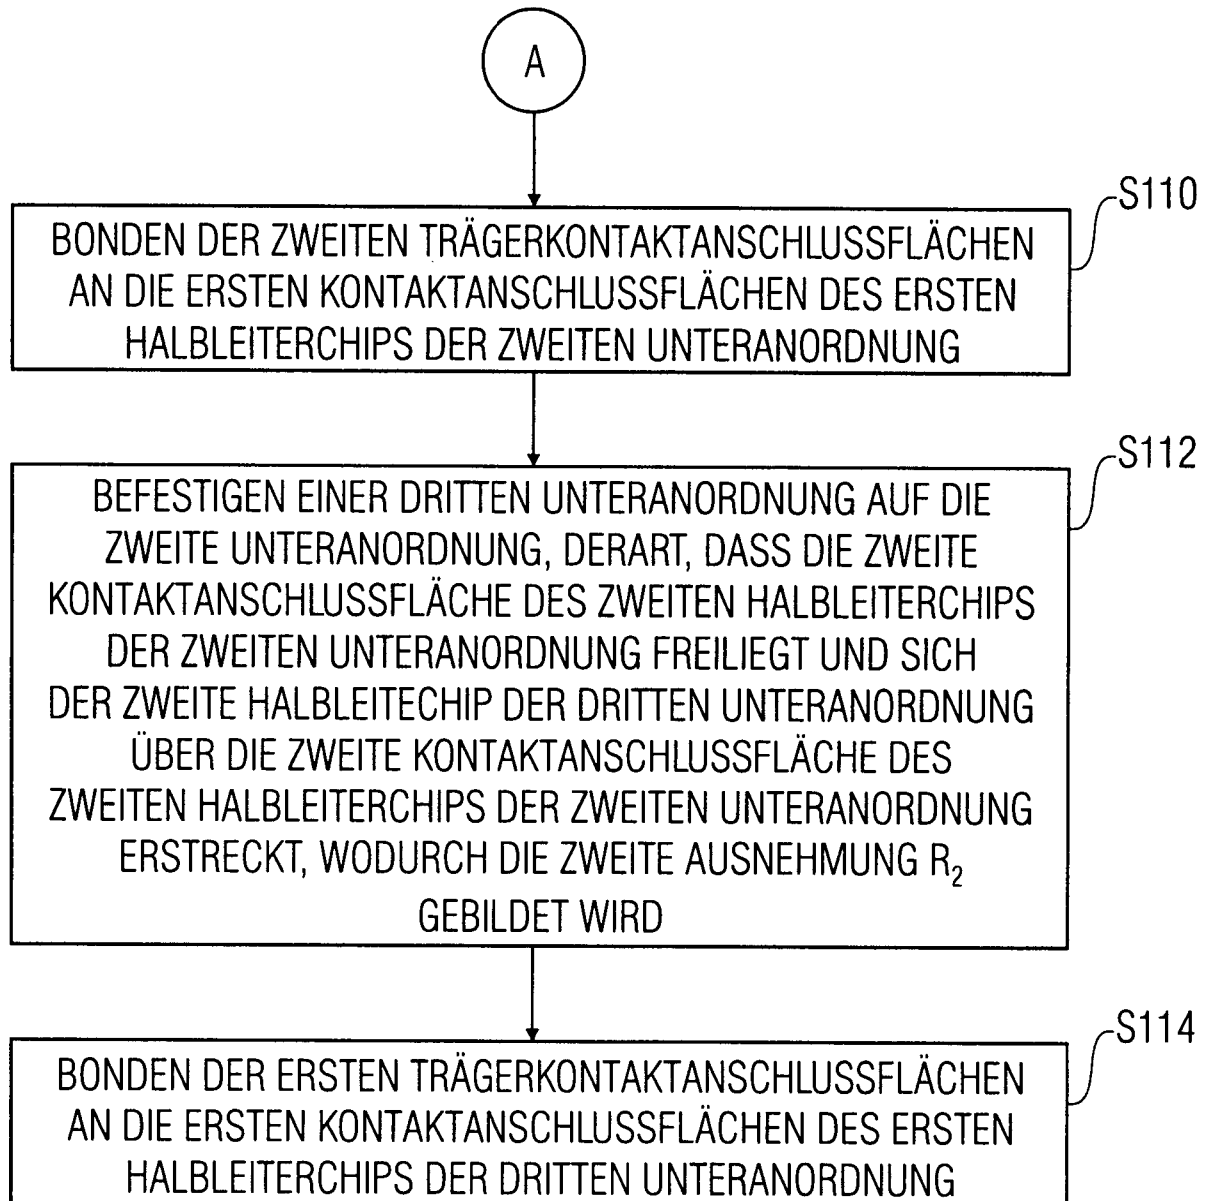 A
S110
BONDEN DER ZWEITEN TRÄGERKONTAKTANSCHLUSSFLÄCHEN
AN DIE ERSTEN KONTAKTANSCHLUSSFLÄCHEN DES ERSTEN
HALBLEITERCHIPS DER ZWEITEN UNTERANORDNUNG
S112
BEFESTIGEN EINER DRITTEN UNTERANORDNUNG AUF DIE
ZWEITE UNTERANORDNUNG, DERART, DASS DIE ZWEITE
KONTAKTANSCHLUSSFLÄCHE DES ZWEITEN HALBLEITERCHIPS
DER ZWEITEN UNTERANORDNUNG FREILIEGT UND SICH
DER ZWEITE HALBLEITECHIP DER DRITTEN UNTERANORDNUNG
ÜBER DIE ZWEITE KONTAKTANSCHLUSSFLÄCHE DES
ZWEITEN HALBLEITERCHIPS DER ZWEITEN UNTERANORDNUNG
ERSTRECKT, WODURCH DIE ZWEITE AUSNEHMUNG R₂
GEBILDET WIRD
S114
BONDEN DER ERSTEN TRÄGERKONTAKTANSCHLUSSFLÄCHEN
AN DIE ERSTEN KONTAKTANSCHLUSSFLÄCHEN DES ERSTEN
HALBLEITERCHIPS DER DRITTEN UNTERANORDNUNG